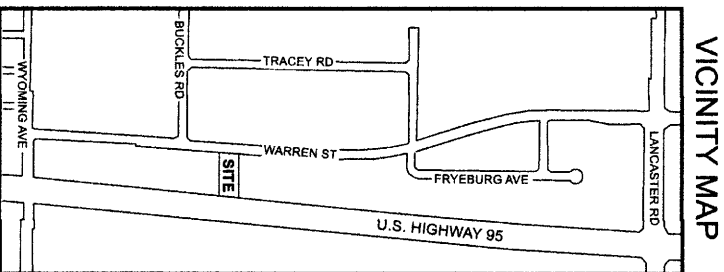 VICINITY MAP
BUCKLES RD
TRACEY RD
WYOMING AVE
WARREN ST
LANCASTER RD
SITE
FRYEBURG AVE
U.S. HIGHWAY 95